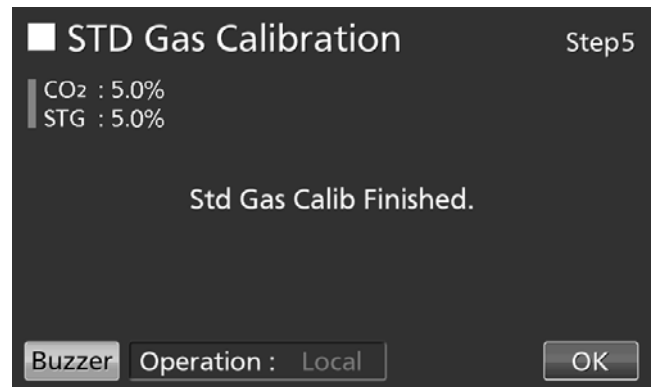 STD Gas Calibration
Step5
CO₂ : 5.0%
STG : 5.0%
Std Gas Calib Finished.
Buzzer
Operation : Local
OK